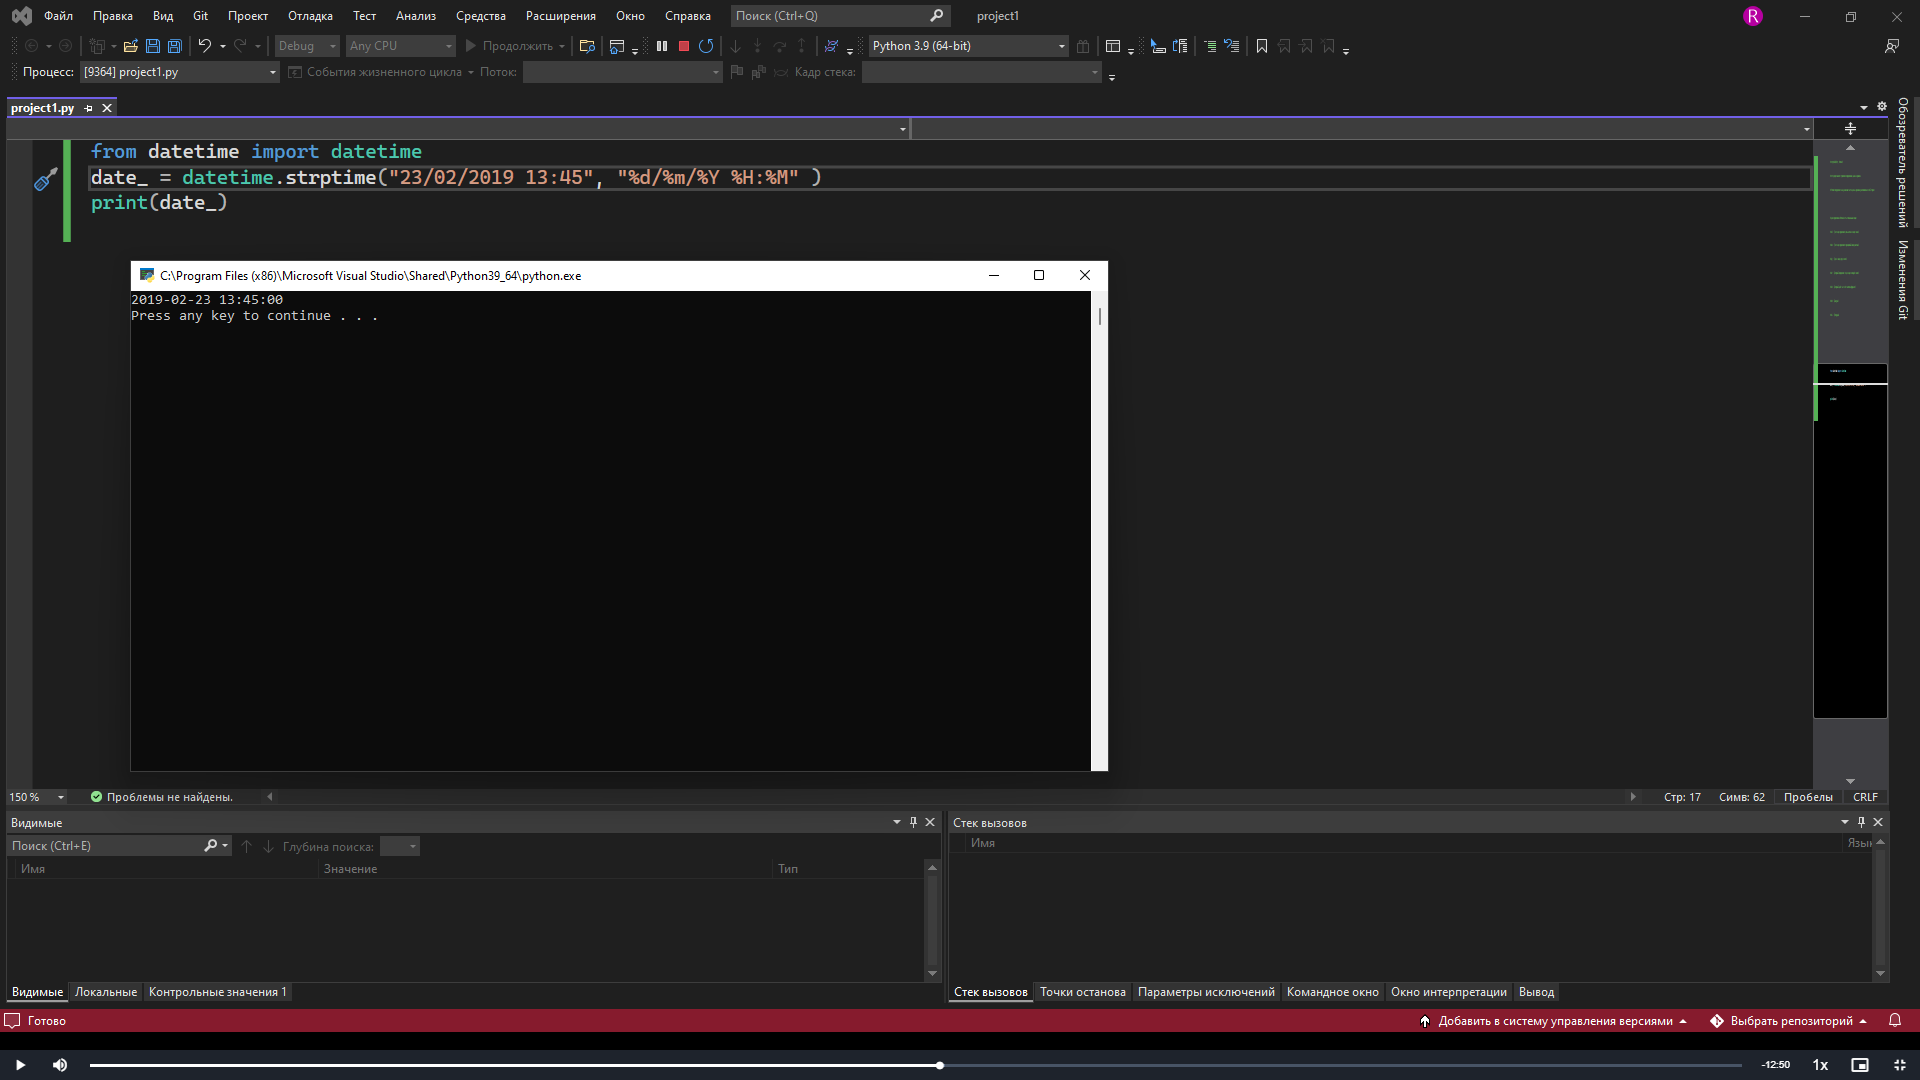 Файл Правка Вид Git Проект Отладка Тест Анализ Средства Расширения Окно Справка Поиск (Ctrl+Q) project1 R
Debug Any CPU Продолжить Python 3.9 (64-bit)
Процесс: [9364] project1.py События жизненного цикла Поток: Кадр стека:
project1.py
from datetime import datetime
date_ = datetime.strptime("23/02/2019 13:45", "%d/%m/%Y %H:%M" )
print(date_)
C:\Program Files (x86)\Microsoft Visual Studio\Shared\Python39_64\python.exe
2019-02-23 13:45:00
Press any key to continue . . .
Обозреватель решений
Изменения Git
150 % Проблемы не найдены. Стр: 17 Симв: 62 Пробелы CRLF
Видимые
Поиск (Ctrl+E) Глубина поиска:
Имя Значение Тип
Видимые Локальные Контрольные значения 1
Стек вызовов
Имя Язык
Стек вызовов Точки останова Параметры исключений Командное окно Окно интерпретации Вывод
Готово Добавить в систему управления версиями Выбрать репозиторий
-12:50 1x